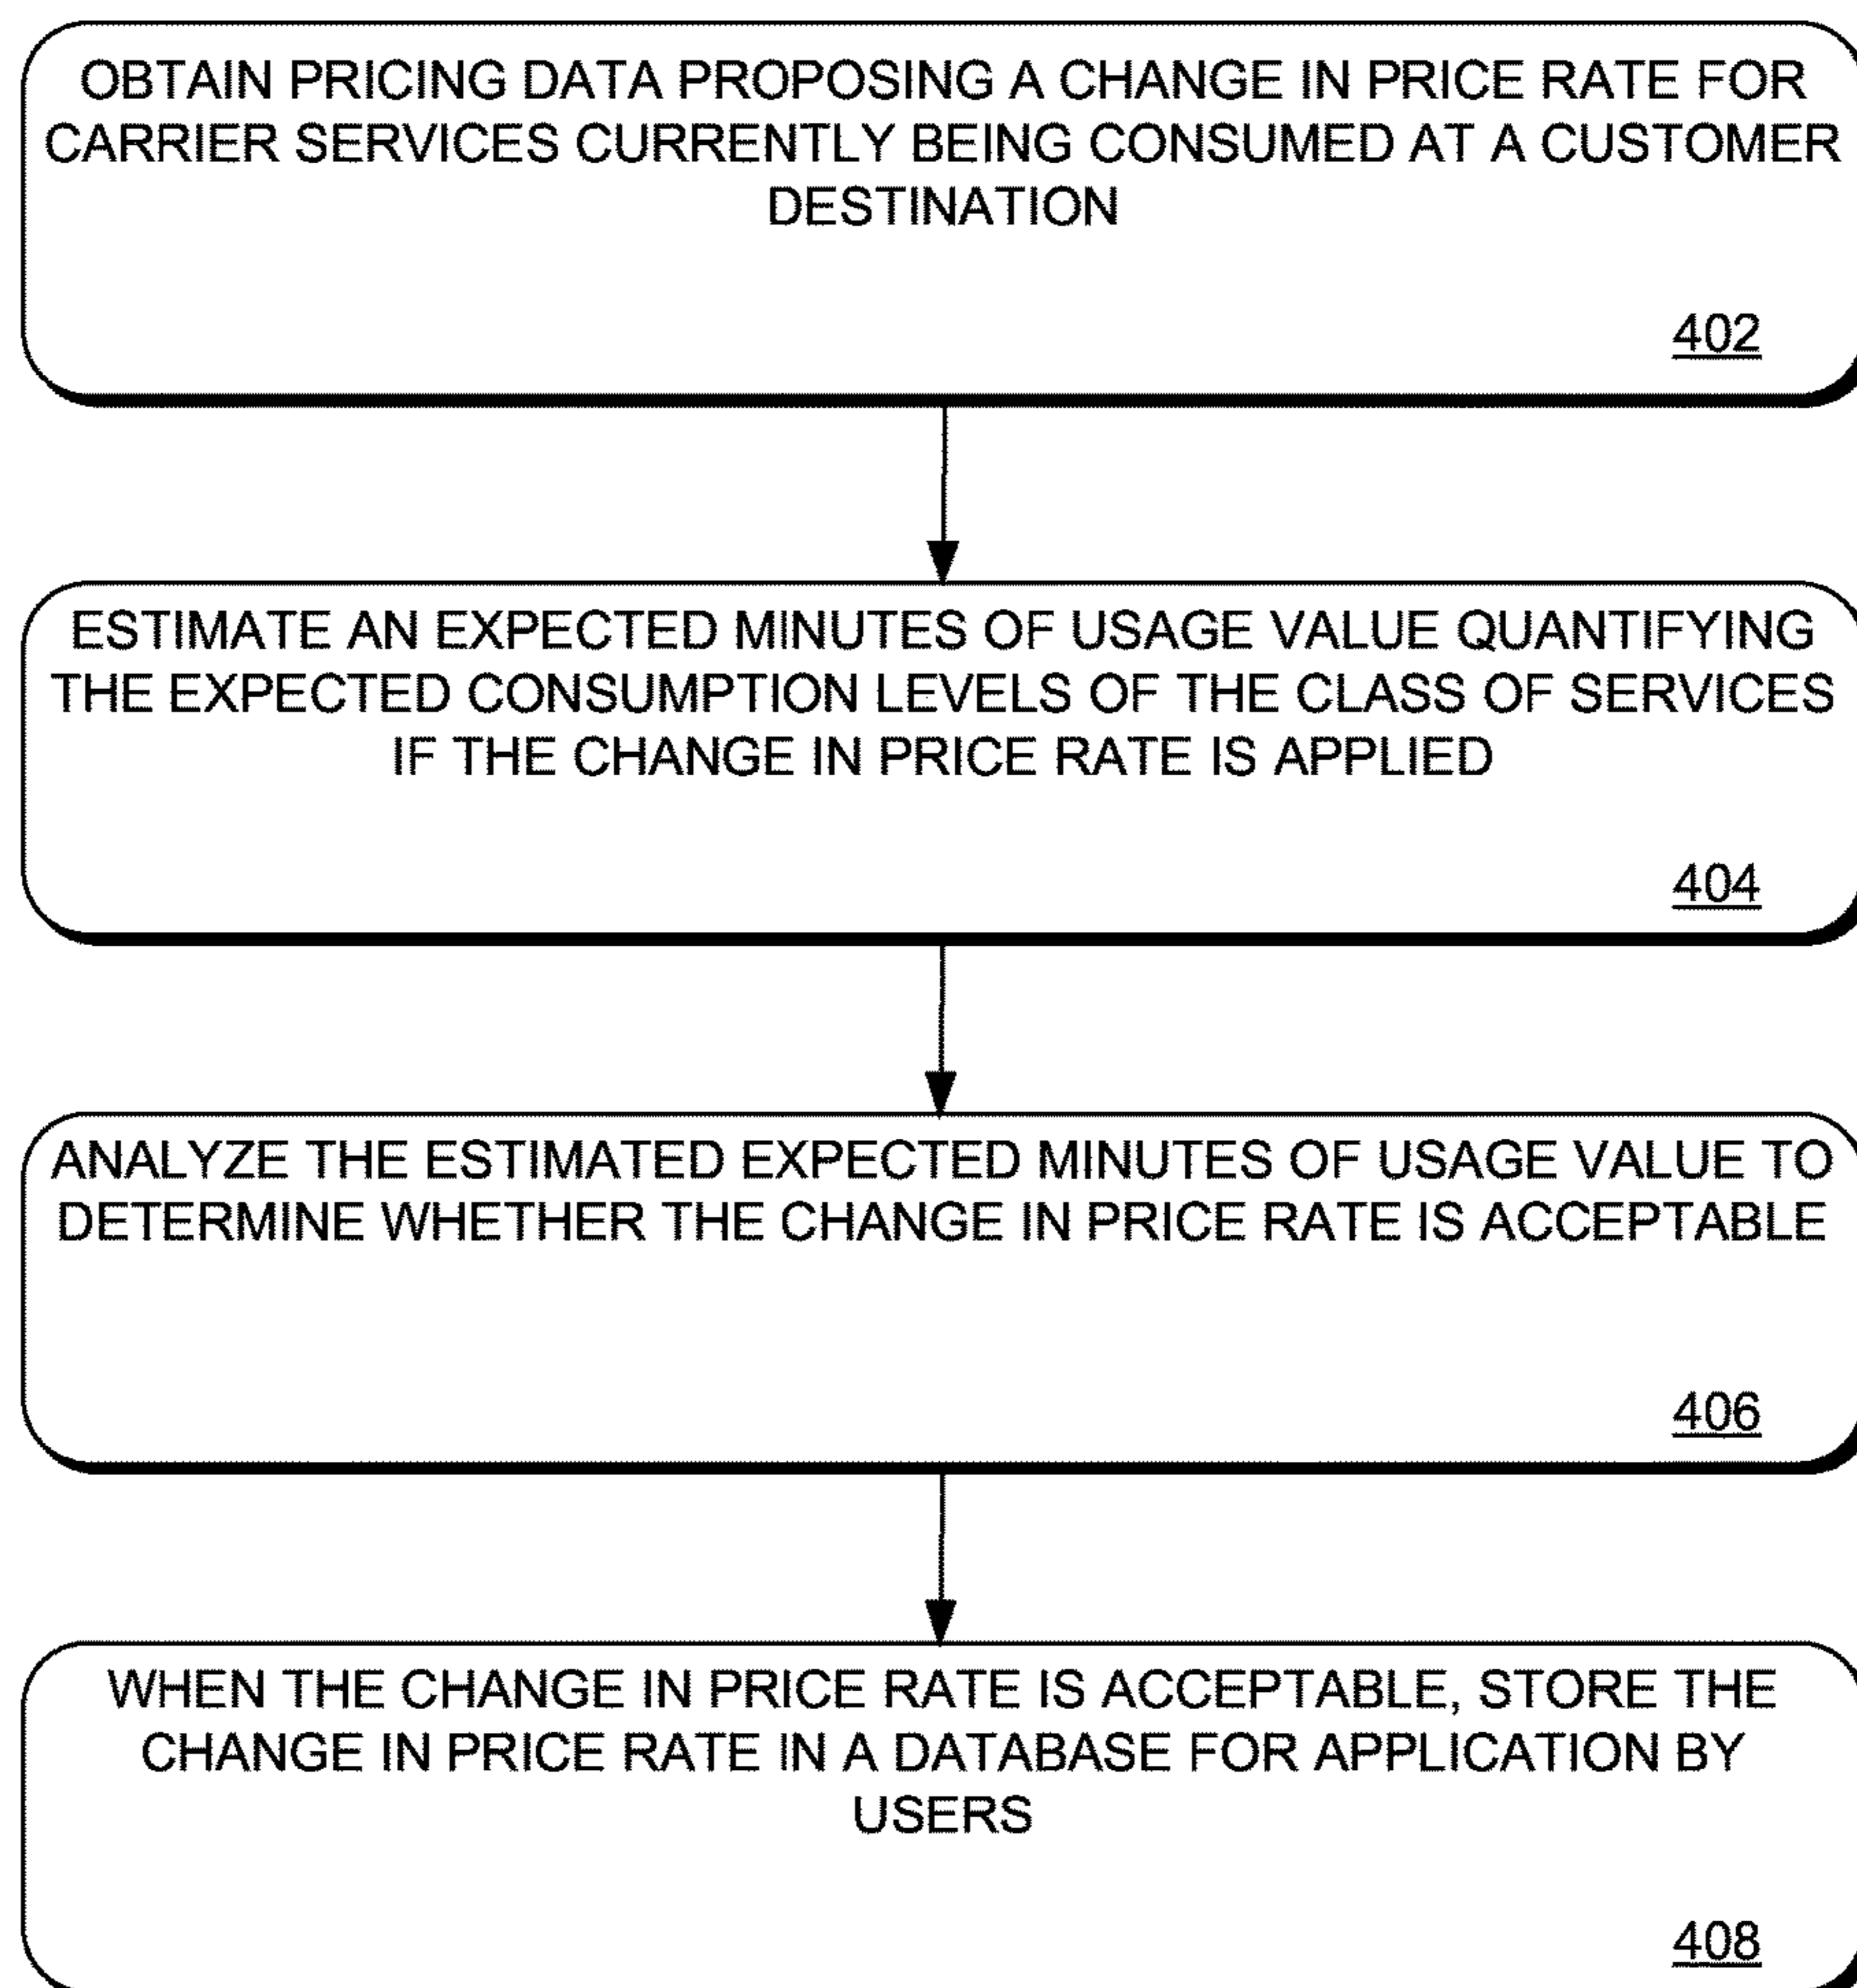 OBTAIN PRICING DATA PROPOSING A CHANGE IN PRICE RATE FOR
CARRIER SERVICES CURRENTLY BEING CONSUMED AT A CUSTOMER
DESTINATION
402
ESTIMATE AN EXPECTED MINUTES OF USAGE VALUE QUANTIFYING
THE EXPECTED CONSUMPTION LEVELS OF THE CLASS OF SERVICES
IF THE CHANGE IN PRICE RATE IS APPLIED
404
ANALYZE THE ESTIMATED EXPECTED MINUTES OF USAGE VALUE TO
DETERMINE WHETHER THE CHANGE IN PRICE RATE IS ACCEPTABLE
406
WHEN THE CHANGE IN PRICE RATE IS ACCEPTABLE, STORE THE
CHANGE IN PRICE RATE IN A DATABASE FOR APPLICATION BY
USERS
408